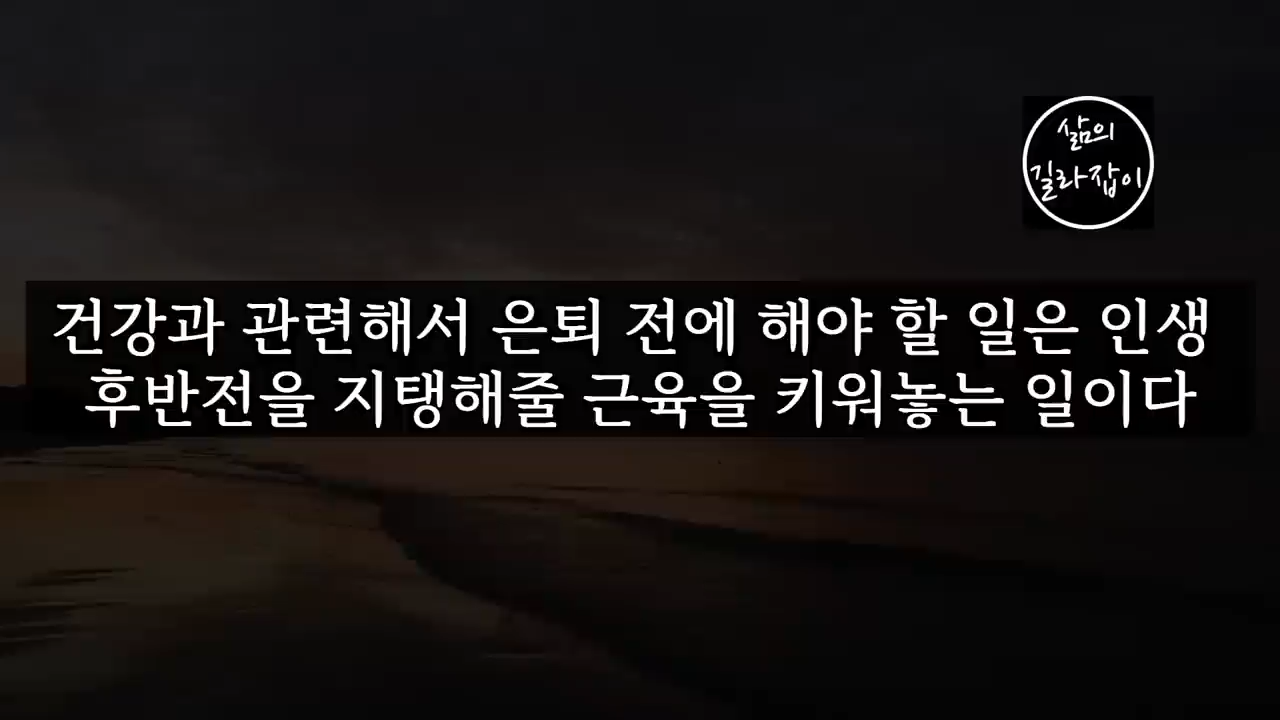 삶의
길라잡이
건강과 관련해서 은퇴 전에 해야 할 일은 인생
후반전을 지탱해줄 근육을 키워놓는 일이다